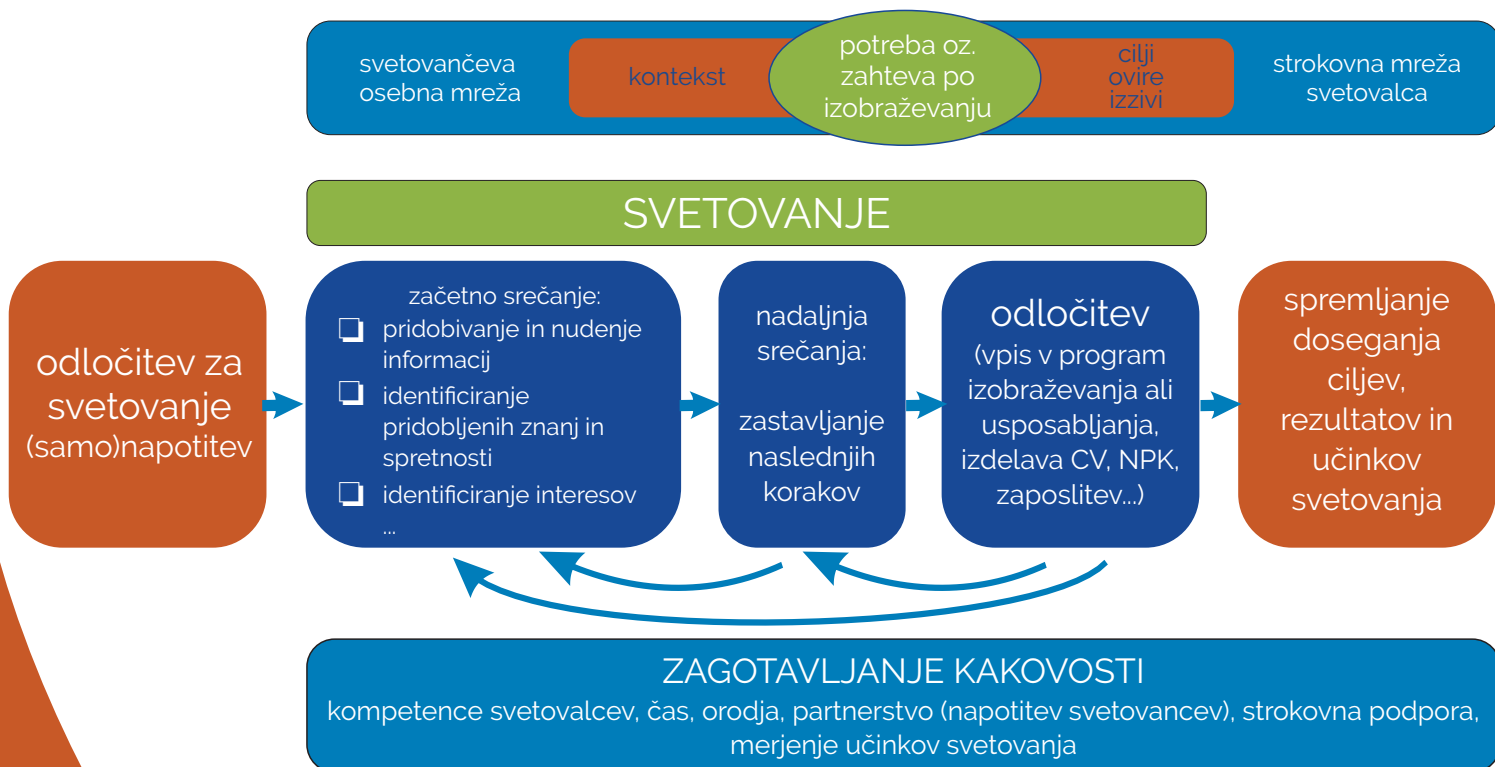 svetovančeva
osebna mreža
kontekst
potreba oz.
zahteva po
izobraževanju
cilji
ovire
izzivi
strokovna mreža
svetovalca
SVETOVANJE
odločitev za
svetovanje
(samo)napotitev
začetno srečanje:
❏ pridobivanje in nudenje
informacij
❏ identificiranje
pridobljenih znanj in
spretnosti
❏ identificiranje interesov
...
nadaljnja
srečanja:
zastavljanje
naslednjih
korakov
odločitev
(vpis v program
izobraževanja ali
usposabljanja,
izdelava CV, NPK,
zaposlitev...)
spremljanje
doseganja
ciljev,
rezultatov in
učinkov
svetovanja
ZAGOTAVLJANJE KAKOVOSTI
kompetence svetovalcev, čas, orodja, partnerstvo (napotitev svetovancev), strokovna podpora,
merjenje učinkov svetovanja